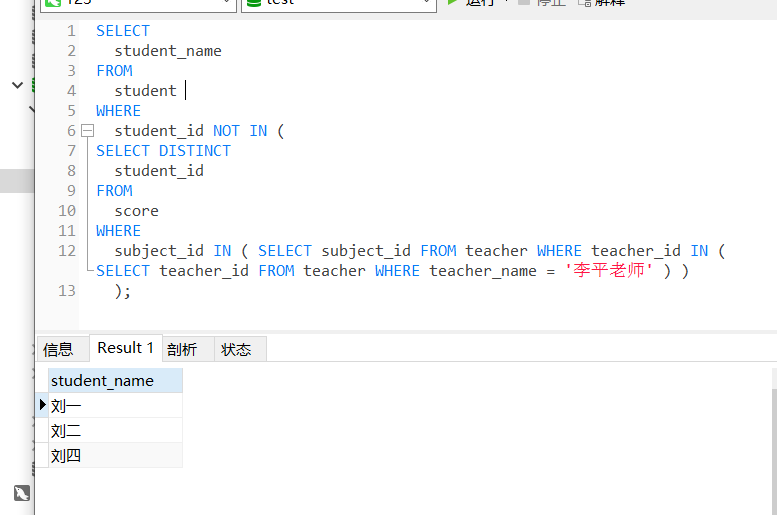 123 test 运行 停止 解释
1 SELECT
2 student_name
3 FROM
4 student
5 WHERE
6 student_id NOT IN (
7 SELECT DISTINCT
8 student_id
9 FROM
10 score
11 WHERE
12 subject_id IN ( SELECT subject_id FROM teacher WHERE teacher_id IN (
SELECT teacher_id FROM teacher WHERE teacher_name = '李平老师' ) )
13 );
信息 Result 1 剖析 状态
student_name
刘一
刘二
刘四